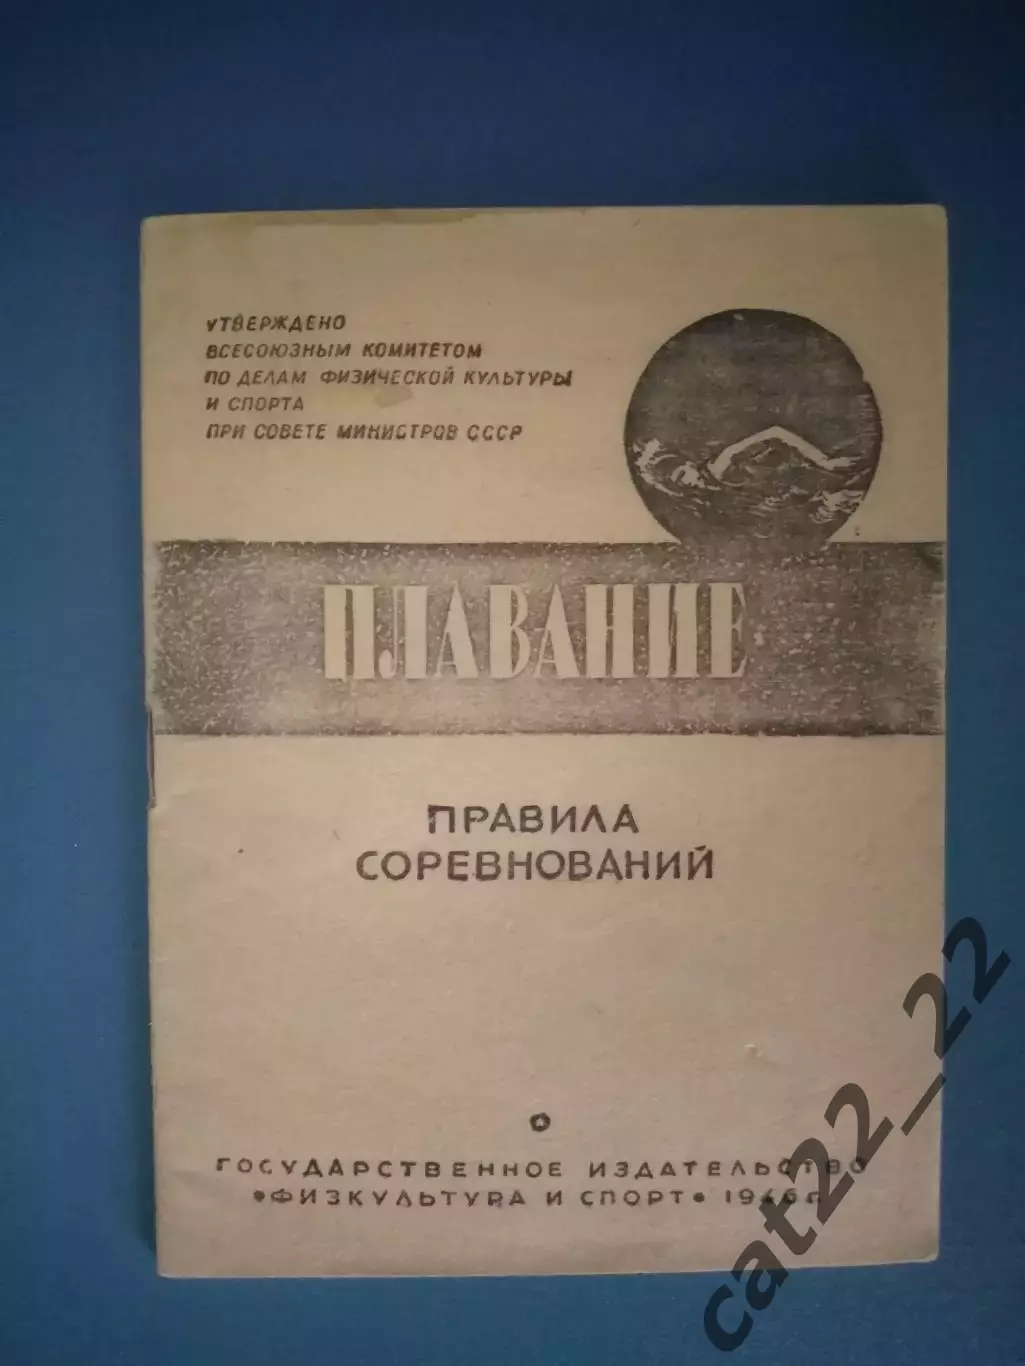 УТВЕРЖДЕНО
ВСЕСОЮЗНЫМ КОМИТЕТОМ
ПО ДЕЛАМ ФИЗИЧЕСКОЙ КУЛЬТУРЫ
И СПОРТА
ПРИ СОВЕТЕ МИНИСТРОВ СССР
ПЛАВАНИЕ
ПРАВИЛА
СОРЕВНОВАНИЙ
ГОСУДАРСТВЕННОЕ ИЗДАТЕЛЬСТВО
"ФИЗКУЛЬТУРА И СПОРТ" 1946 г.
cat22_22